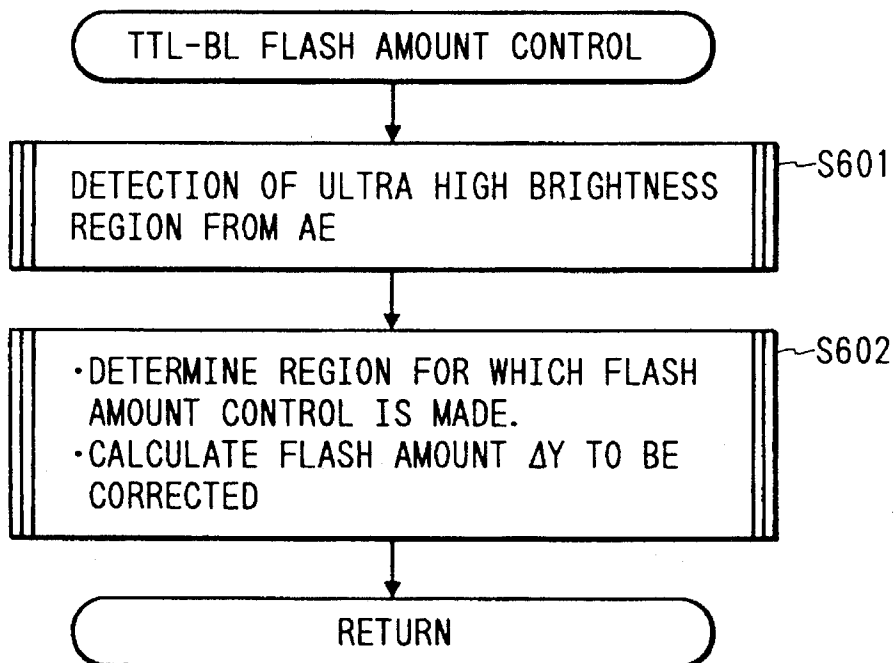 TTL-BL FLASH AMOUNT CONTROL
DETECTION OF ULTRA HIGH BRIGHTNESS
REGION FROM AE
S601
·DETERMINE REGION FOR WHICH FLASH
AMOUNT CONTROL IS MADE.
·CALCULATE FLASH AMOUNT ΔY TO BE
CORRECTED
S602
RETURN